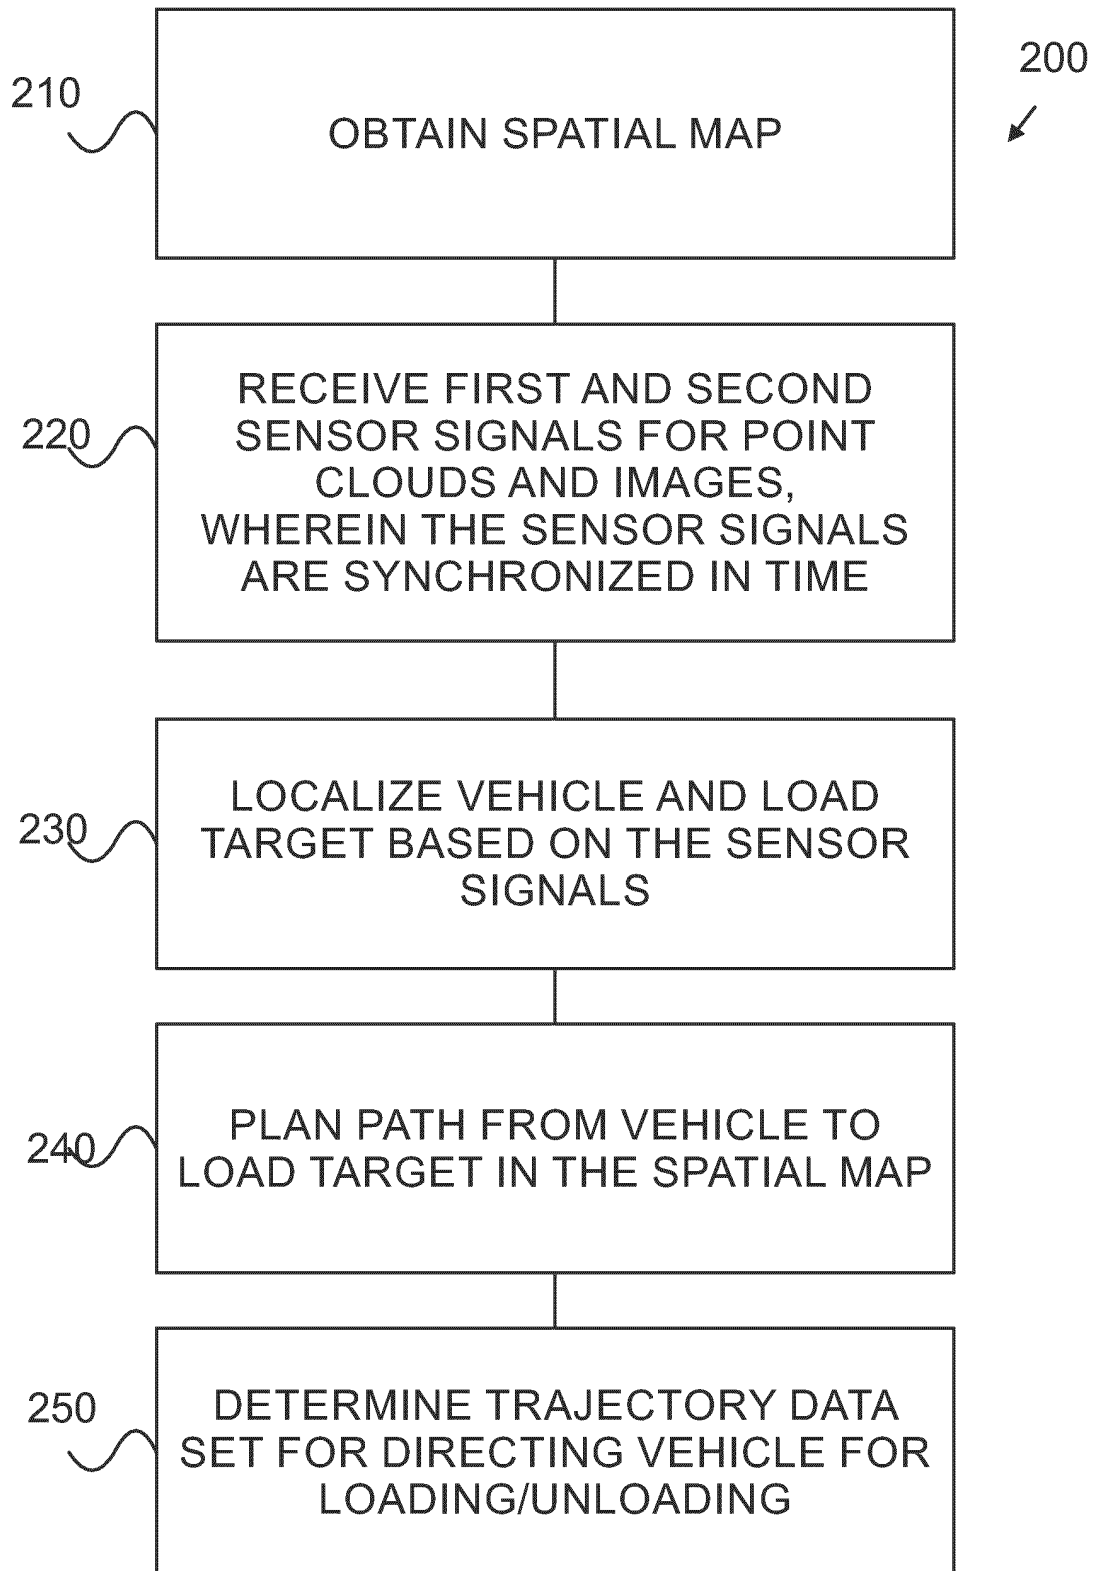 200
210
OBTAIN SPATIAL MAP
220
RECEIVE FIRST AND SECOND
SENSOR SIGNALS FOR POINT
CLOUDS AND IMAGES,
WHEREIN THE SENSOR SIGNALS
ARE SYNCHRONIZED IN TIME
230
LOCALIZE VEHICLE AND LOAD
TARGET BASED ON THE SENSOR
SIGNALS
240
PLAN PATH FROM VEHICLE TO
LOAD TARGET IN THE SPATIAL MAP
250
DETERMINE TRAJECTORY DATA
SET FOR DIRECTING VEHICLE FOR
LOADING/UNLOADING